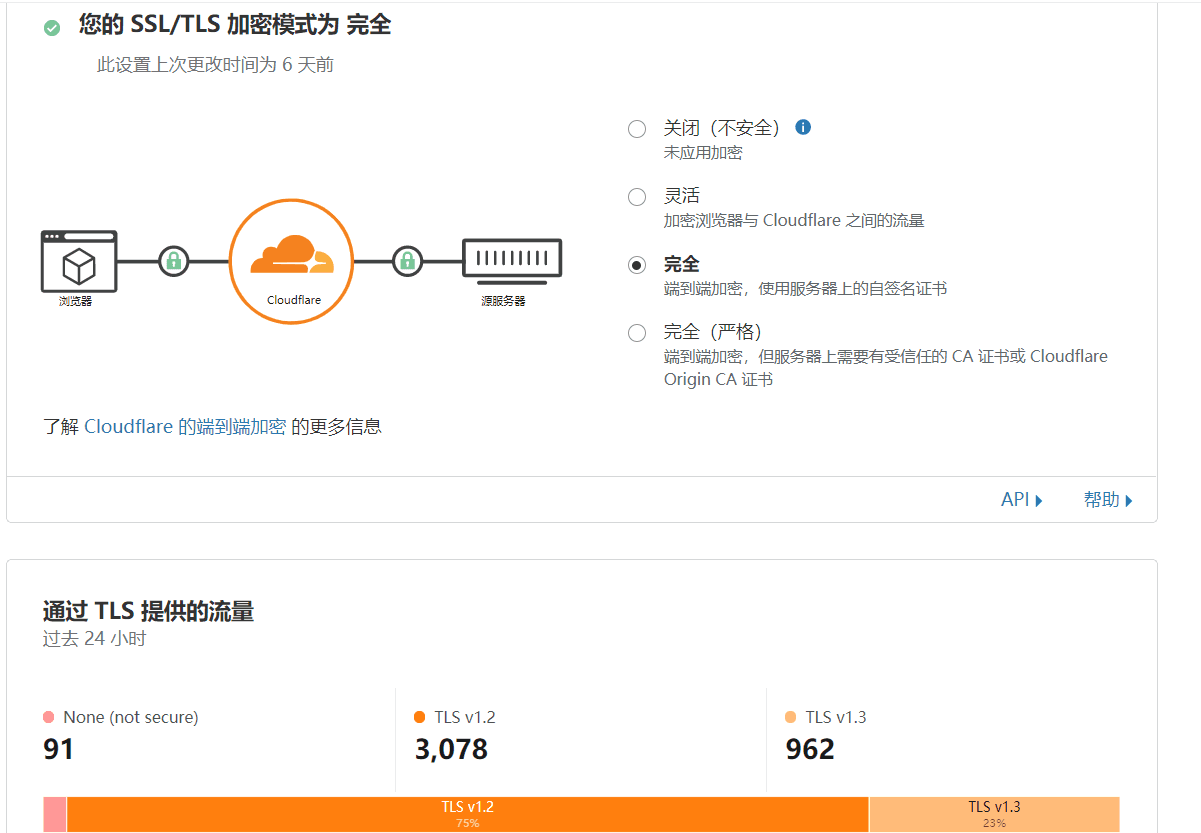 您的 SSL/TLS 加密模式为 完全
此设置上次更改时间为 6 天前
关闭（不安全）
未应用加密
灵活
加密浏览器与 Cloudflare 之间的流量
完全
端到端加密，使用服务器上的自签名证书
完全（严格）
端到端加密，但服务器上需要有受信任的 CA 证书或 Cloudflare
Origin CA 证书
浏览器
Cloudflare
源服务器
了解 Cloudflare 的端到端加密 的更多信息
API
帮助
通过 TLS 提供的流量
过去 24 小时
None (not secure)
91
TLS v1.2
3,078
TLS v1.3
962
TLS v1.2
75%
TLS v1.3
23%